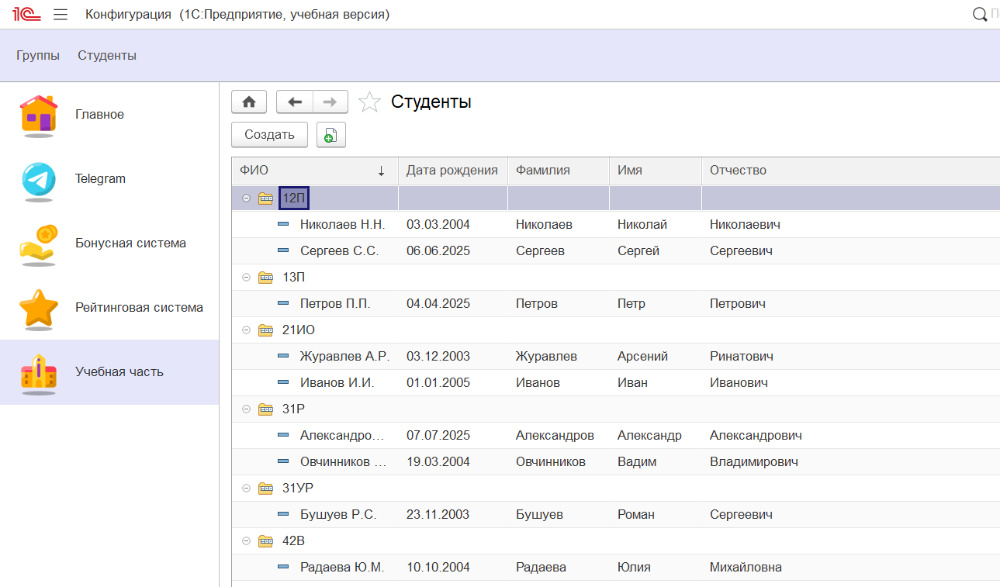 1С Конфигурация (1С:Предприятие, учебная версия) П
Группы Студенты
Главное
Telegram
Бонусная система
Рейтинговая система
Учебная часть
Студенты
Создать
ФИО Дата рождения Фамилия Имя Отчество
12П
Николаев Н.Н. 03.03.2004 Николаев Николай Николаевич
Сергеев С.С. 06.06.2025 Сергеев Сергей Сергеевич
13П
Петров П.П. 04.04.2025 Петров Петр Петрович
21ИО
Журавлев А.Р. 03.12.2003 Журавлев Арсений Ринатович
Иванов И.И. 01.01.2005 Иванов Иван Иванович
31Р
Александро... 07.07.2025 Александров Александр Александрович
Овчинников ... 19.03.2004 Овчинников Вадим Владимирович
31УР
Бушуев Р.С. 23.11.2003 Бушуев Роман Сергеевич
42В
Радаева Ю.М. 10.10.2004 Радаева Юлия Михайловна